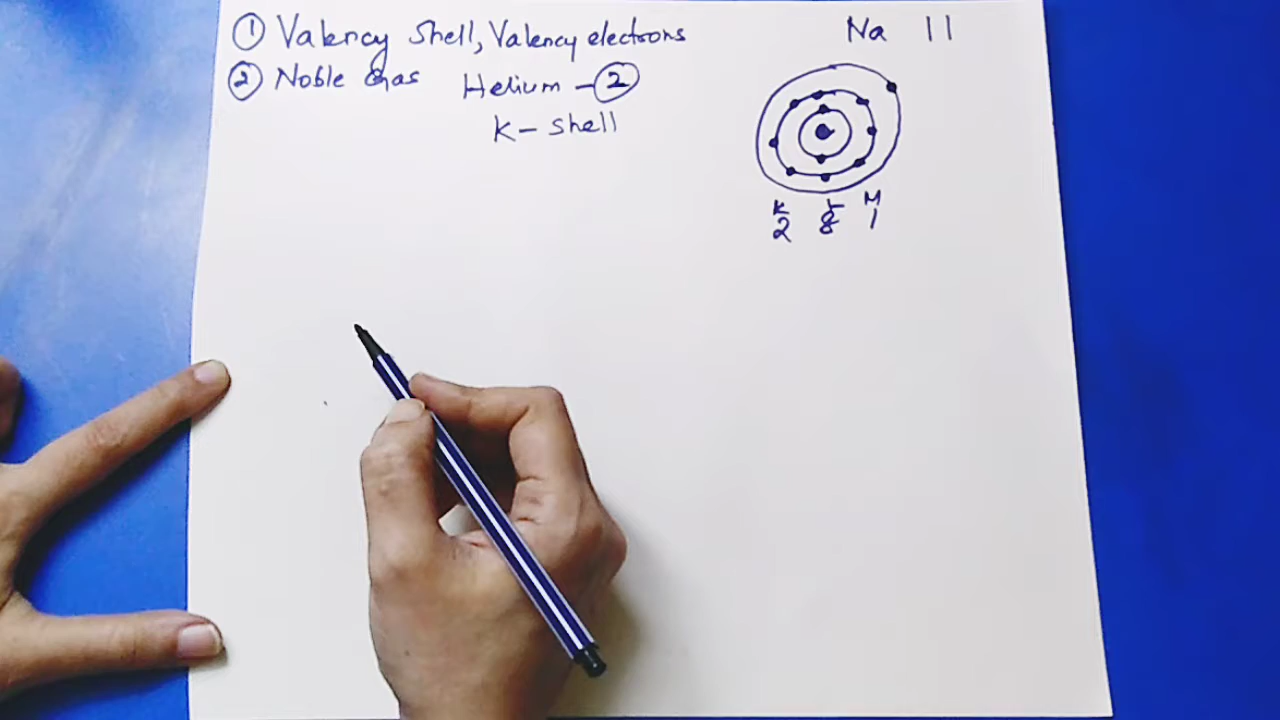 ① Valency Shell, Valency electrons
② Noble Gas Helium - ②
K - Shell
Na 11
K L M
2 8 1